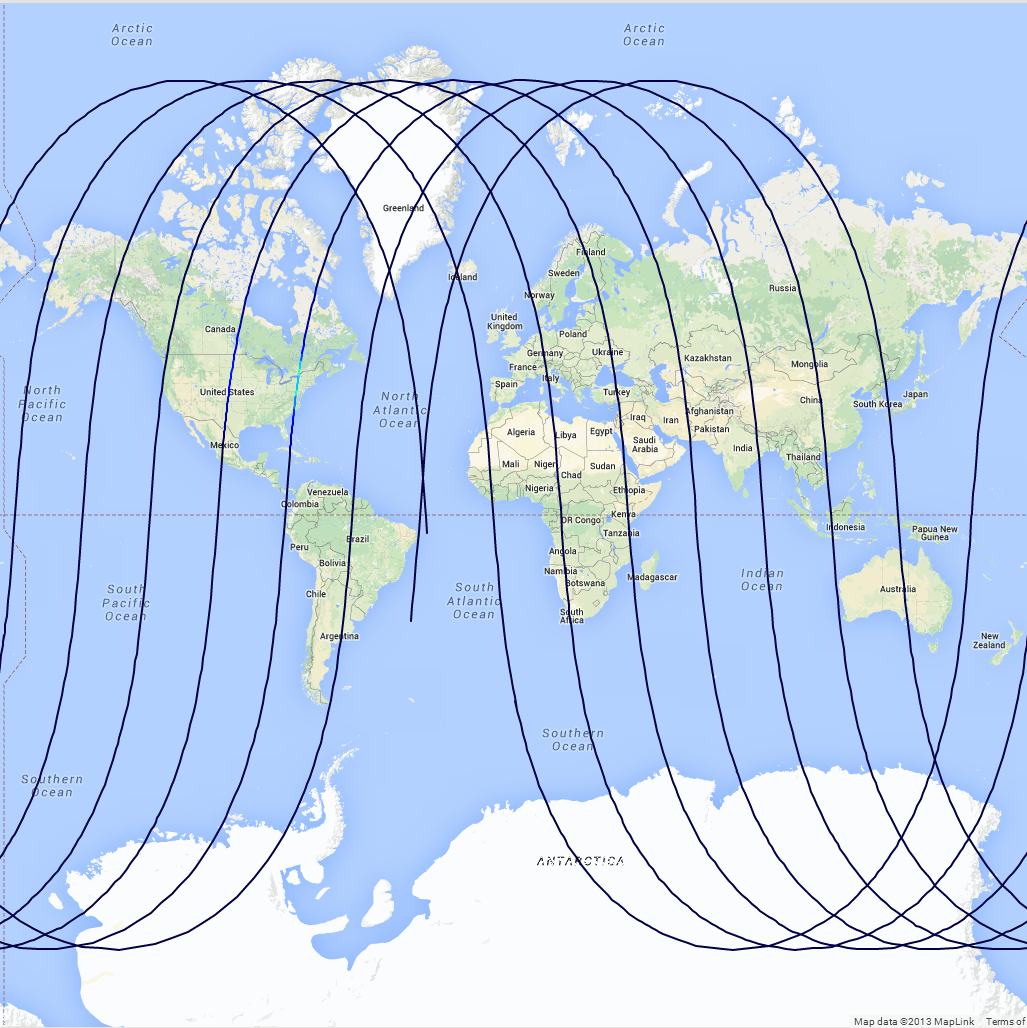 Arctic
Ocean
Arctic
Ocean
Greenland
Iceland
Finland
Sweden
Norway
Russia
United
Kingdom
Canada
Poland
Germany
Ukraine
Kazakhstan
Mongolia
France
Italy
Spain
Turkey
North
Pacific
Ocean
United States
North
Atlantic
Ocean
China
Japan
South Korea
Afghanistan
Iraq
Iran
Pakistan
Mexico
Algeria
Libya
Egypt
Saudi
Arabia
India
Thailand
Mali
Niger
Chad
Sudan
Nigeria
Ethiopia
Venezuela
Colombia
DR Congo
Kenya
Tanzania
Indonesia
Papua New
Guinea
Peru
Brazil
Bolivia
Angola
Namibia
Botswana
Madagascar
Chile
South
Pacific
Ocean
South
Atlantic
Ocean
Indian
Ocean
Australia
South
Africa
Argentina
New
Zealand
Southern
Ocean
Southern
Ocean
ANTARCTICA
Map data ©2013 MapLink Terms of